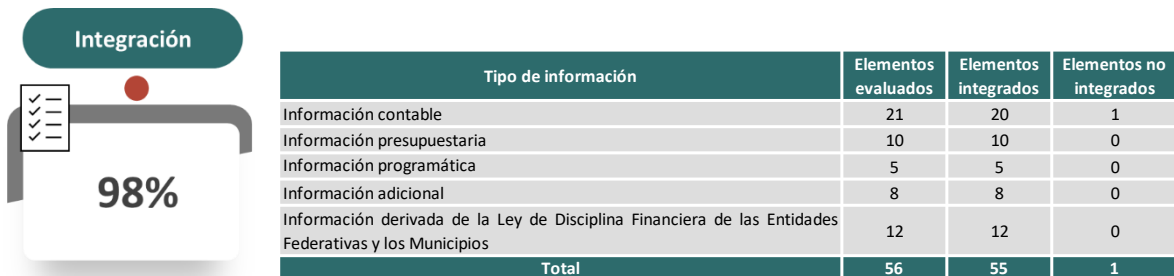 Integración
98%
Tipo de información Elementos evaluados Elementos integrados Elementos no integrados
Información contable 21 20 1
Información presupuestaria 10 10 0
Información programática 5 5 0
Información adicional 8 8 0
Información derivada de la Ley de Disciplina Financiera de las Entidades
Federativas y los Municipios 12 12 0
Total 56 55 1